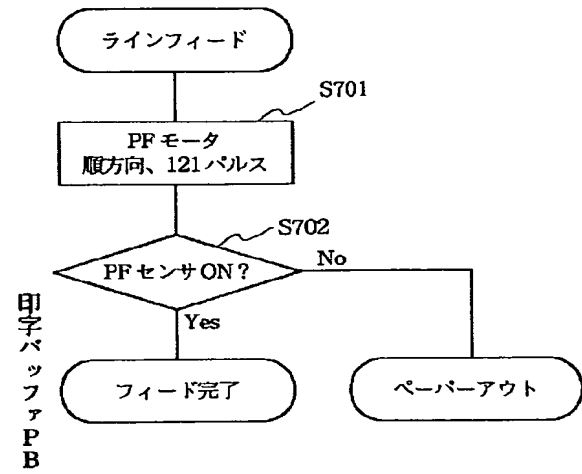 ラインフィード
S701
PFモータ
順方向、121パルス
S702
PFセンサON?
No
Yes
印字バッファPB
フィード完了
ペーパーアウト